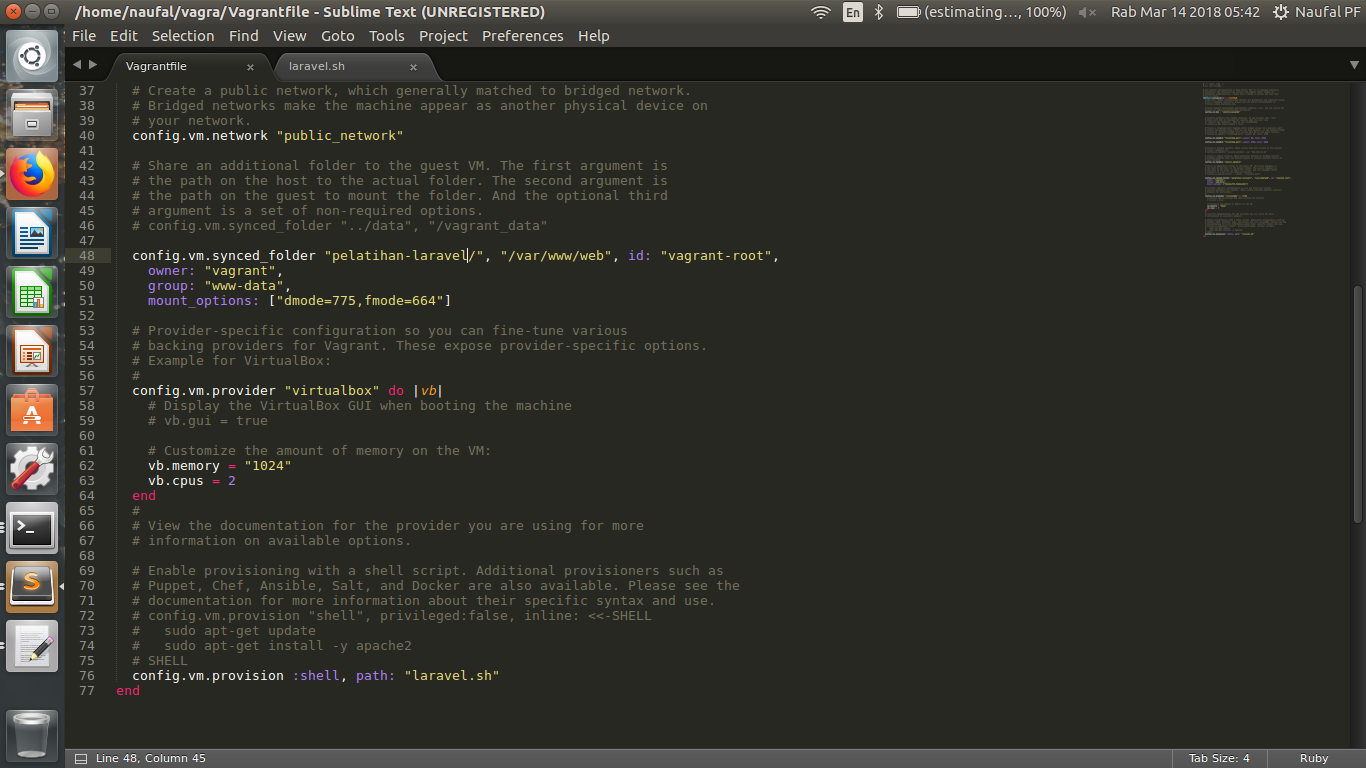 /home/naufal/vagra/Vagrantfile - Sublime Text (UNREGISTERED)
En
(estimating..., 100%)
Rab Mar 14 2018 05:42
Naufal PF
File Edit Selection Find View Goto Tools Project Preferences Help
Vagrantfile
laravel.sh
37 # Create a public network, which generally matched to bridged network.
38 # Bridged networks make the machine appear as another physical device on
39 # your network.
40 config.vm.network "public_network"
41
42 # Share an additional folder to the guest VM. The first argument is
43 # the path on the host to the actual folder. The second argument is
44 # the path on the guest to mount the folder. And the optional third
45 # argument is a set of non-required options.
46 # config.vm.synced_folder "../data", "/vagrant_data"
47
48 config.vm.synced_folder "pelatihan-laravel/", "/var/www/web", id: "vagrant-root",
49 owner: "vagrant",
50 group: "www-data",
51 mount_options: ["dmode=775,fmode=664"]
52
53 # Provider-specific configuration so you can fine-tune various
54 # backing providers for Vagrant. These expose provider-specific options.
55 # Example for VirtualBox:
56 #
57 config.vm.provider "virtualbox" do |vb|
58 # Display the VirtualBox GUI when booting the machine
59 # vb.gui = true
60
61 # Customize the amount of memory on the VM:
62 vb.memory = "1024"
63 vb.cpus = 2
64 end
65 #
66 # View the documentation for the provider you are using for more
67 # information on available options.
68
69 # Enable provisioning with a shell script. Additional provisioners such as
70 # Puppet, Chef, Ansible, Salt, and Docker are also available. Please see the
71 # documentation for more information about their specific syntax and use.
72 # config.vm.provision "shell", privileged:false, inline: <<-SHELL
73 #   sudo apt-get update
74 #   sudo apt-get install -y apache2
75 # SHELL
76 config.vm.provision :shell, path: "laravel.sh"
77 end
Line 48, Column 45
Tab Size: 4
Ruby